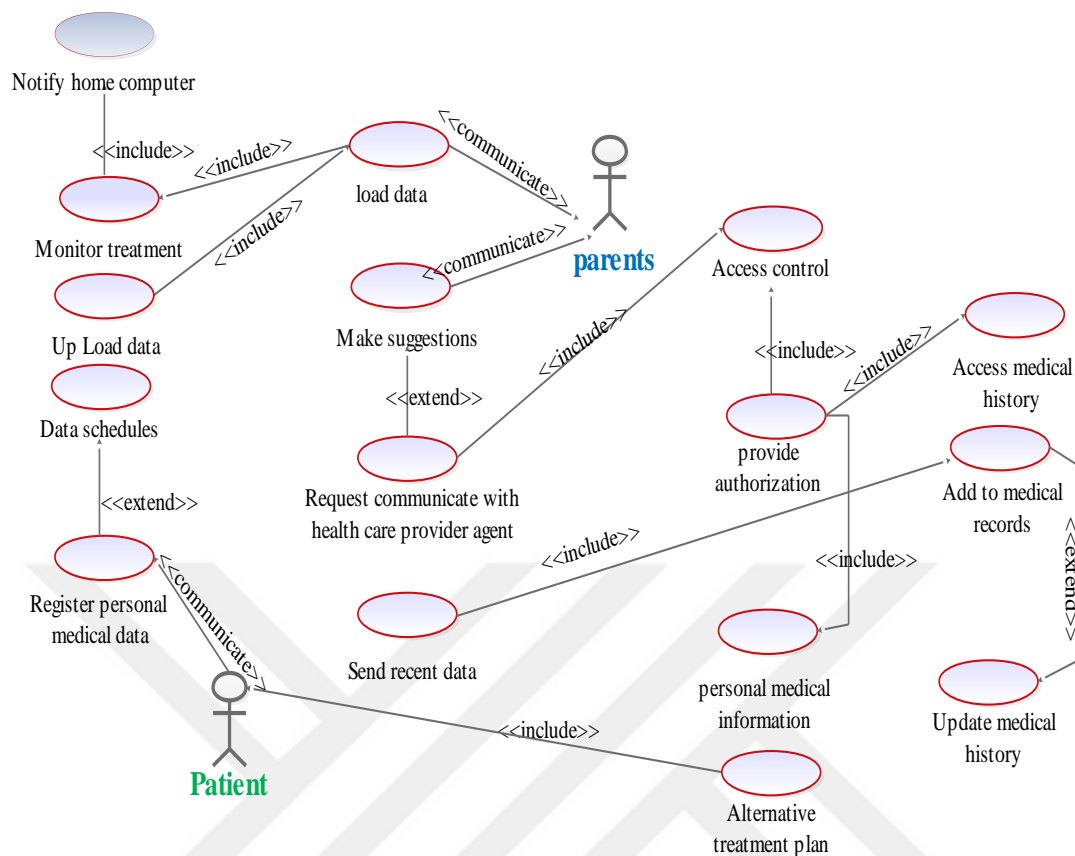 Notify home computer
<<include>>
<<include>>
<<communicate>>
load data
Monitor treatment
<<include>>
<<communicate>>
parents
Access control
Up Load data
Make suggestions
<<include>>
<<include>>
<<include>>
Access medical
history
Data schedules
<<extend>>
provide
authorization
Add to medical
records
<<extend>>
Request communicate with
health care provider agent
<<include>>
<<include>>
<<extend>>
<<communicate>>
Register personal
medical data
Send recent data
personal medical
information
Update medical
history
<<include>>
Patient
Alternative
treatment plan